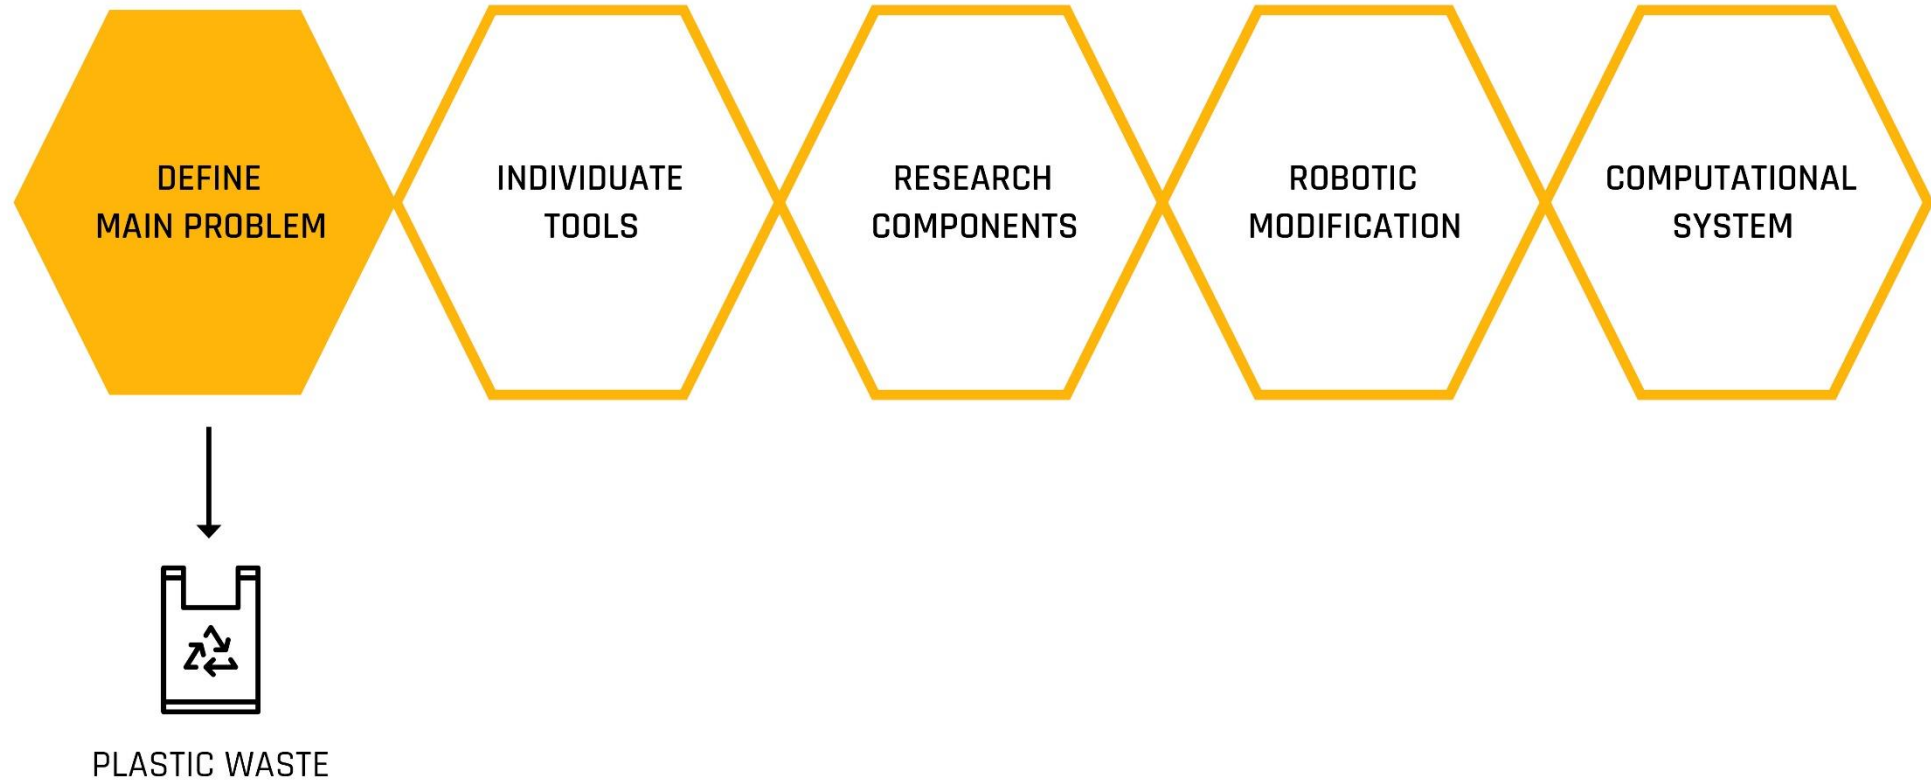 DEFINE
MAIN PROBLEM
INDIVIDUATE
TOOLS
RESEARCH
COMPONENTS
ROBOTIC
MODIFICATION
COMPUTATIONAL
SYSTEM
PLASTIC WASTE